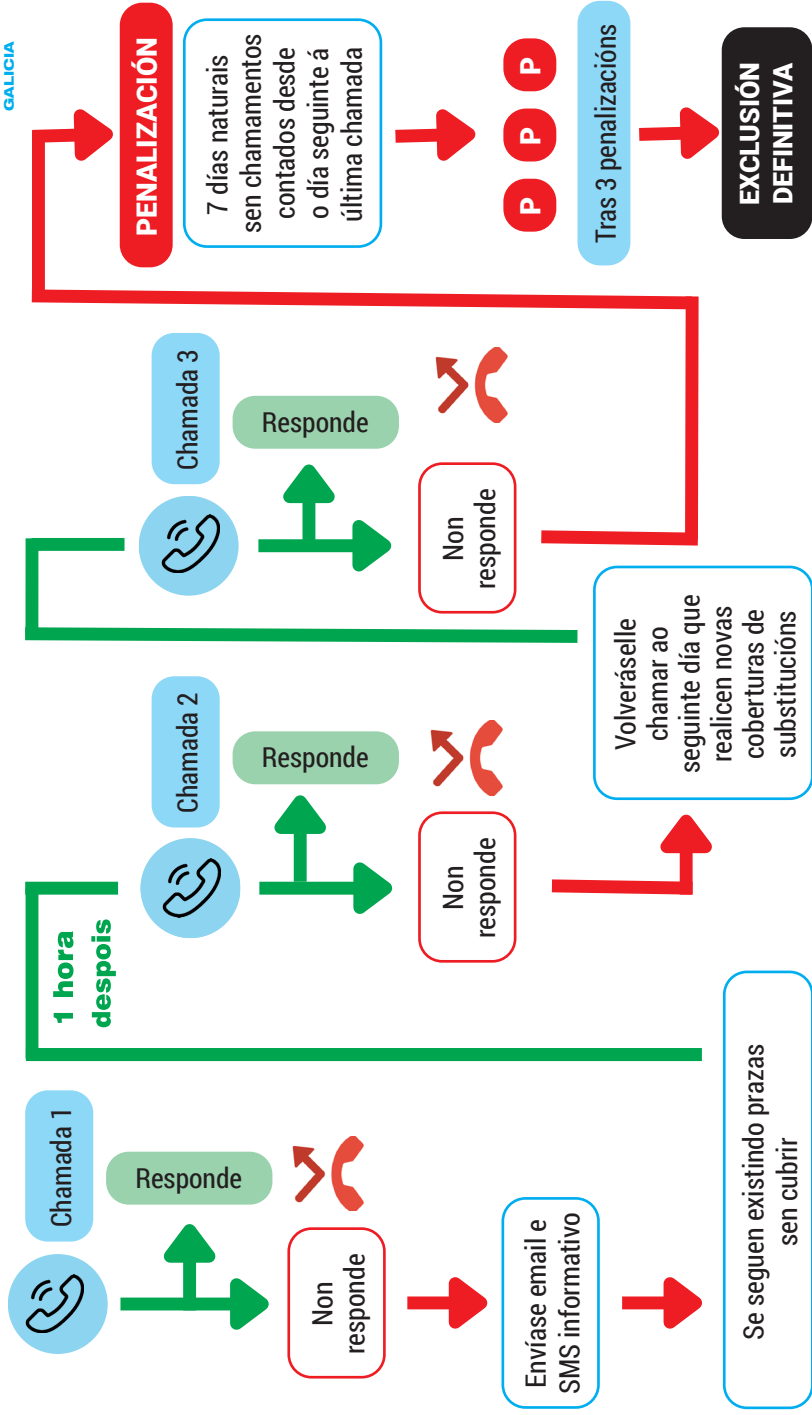 GALICIA
Chamada 1
Responde
Non
responde
Envíase email e
SMS informativo
Se seguen existindo prazas
sen cubrir
1 hora
despois
Chamada 2
Responde
Non
responde
Volveráselle
chamar ao
seguinte día que
realicen novas
coberturas de
substitucións
Chamada 3
Responde
Non
responde
PENALIZACIÓN
7 días naturais
sen chamamentos
contados desde
o día seguinte á
última chamada
P P P
Tras 3 penalizacións
EXCLUSIÓN
DEFINITIVA